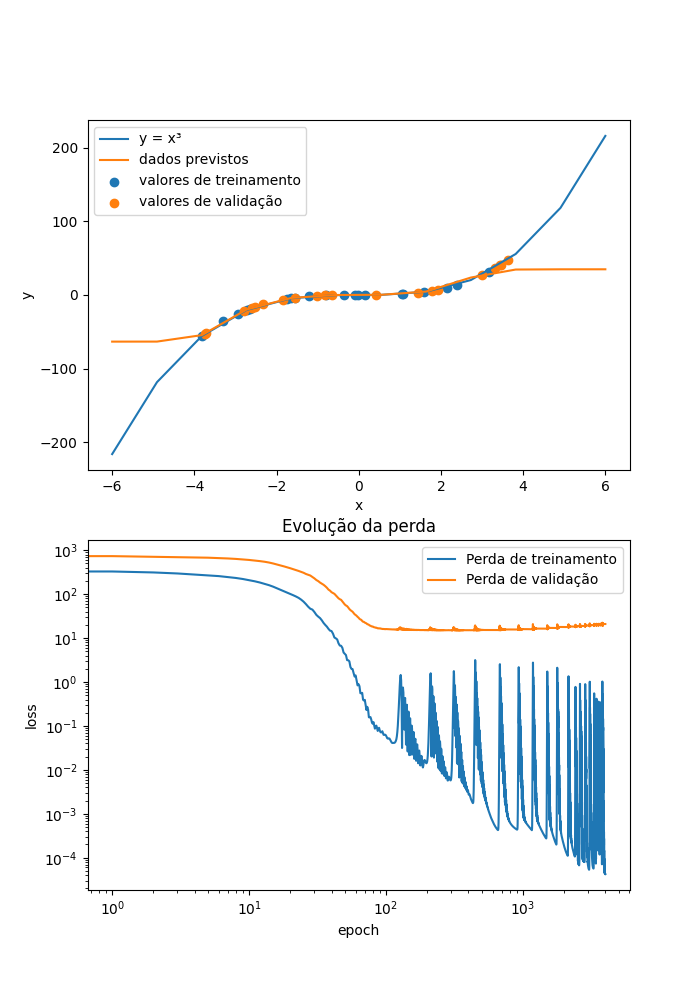 200
100
0
−100
−200
y
y = x³
dados previstos
valores de treinamento
valores de validação
−6
−4
−2
0
2
4
6
x
Evolução da perda
10³
10²
10¹
10⁰
10⁻¹
10⁻²
10⁻³
10⁻⁴
loss
Perda de treinamento
Perda de validação
10⁰
10¹
10²
10³
epoch